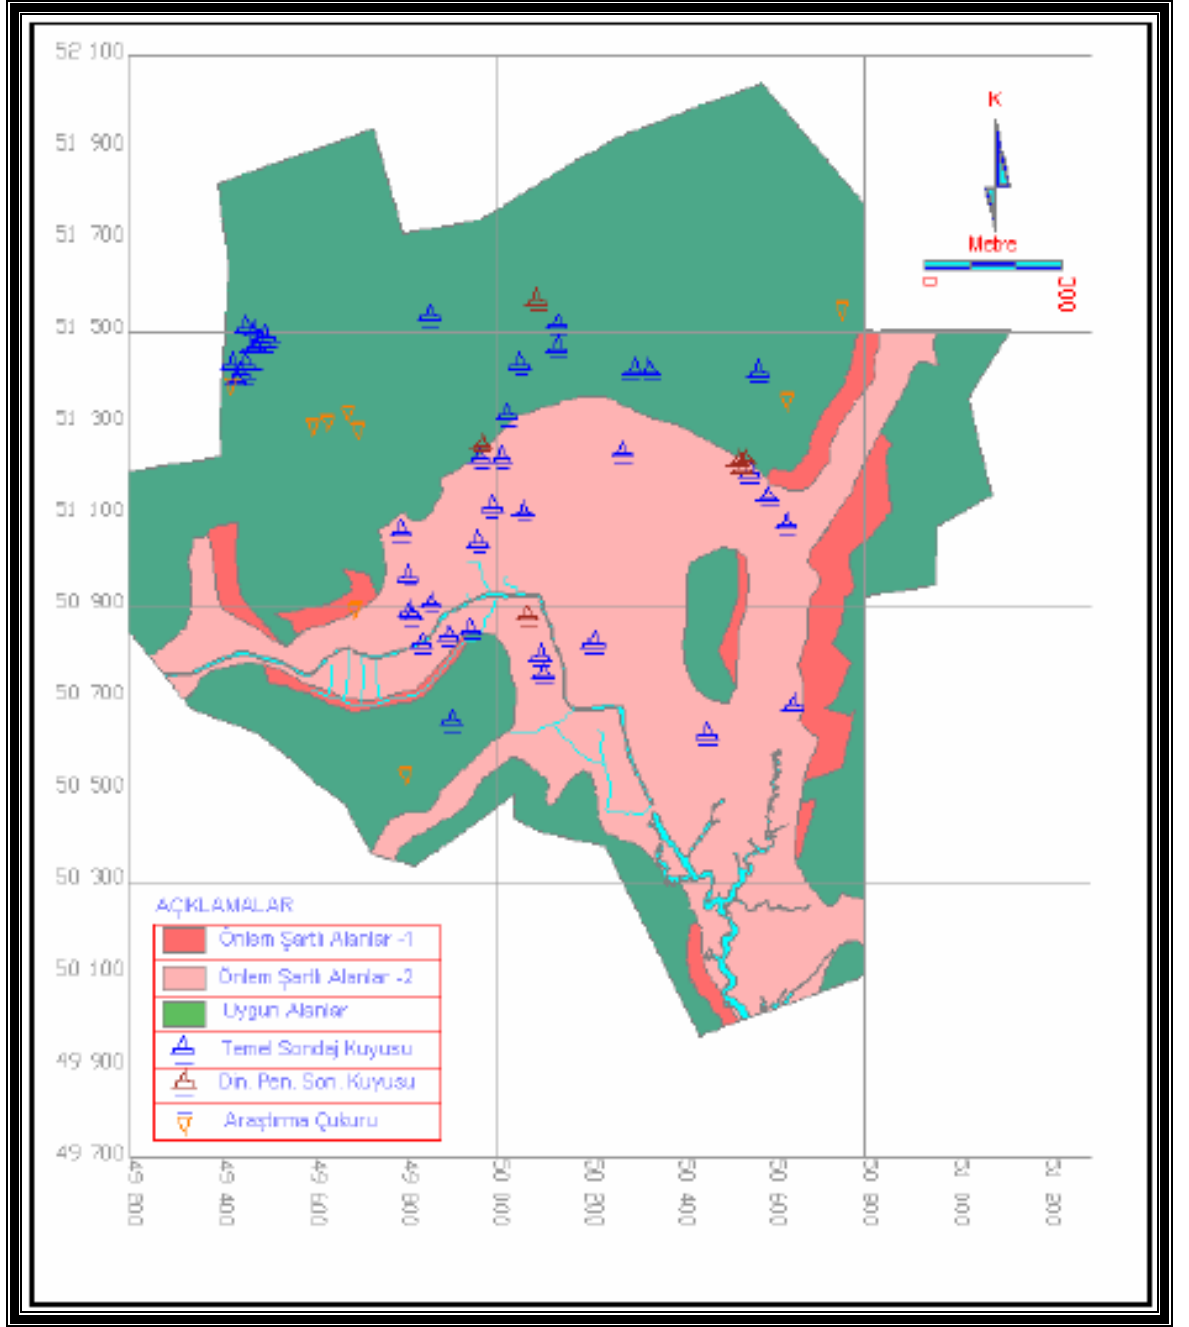 52 100
51 900
51 700
51 500
51 300
51 100
50 900
50 700
50 500
50 300
50 100
49 900
49 700
K
Metre
0
300
AÇIKLAMALAR
Önlem Şartlı Alanlar -1
Önlem Şartlı Alanlar -2
Uygun Alanlar
Temel Sondaj Kuyusu
Din. Pen. Son. Kuyusu
Araştırma Çukuru
49 200
49 400
49 600
49 800
50 000
50 200
50 400
50 600
50 800
51 000
51 200